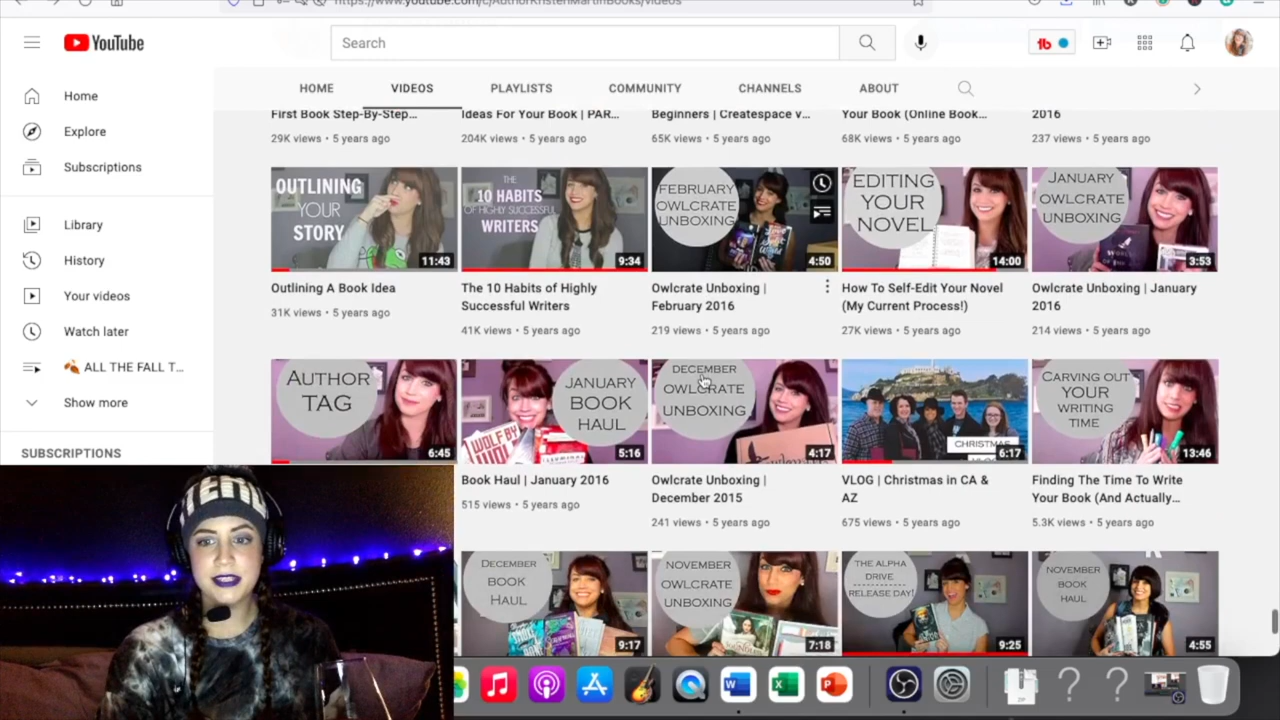 https://www.youtube.com/c/AuthorKristenMartinBooks/videos
YouTube
Search
tb
HOME
VIDEOS
PLAYLISTS
COMMUNITY
CHANNELS
ABOUT
Home
Explore
Subscriptions
Library
History
Your videos
Watch later
ALL THE FALL T...
Show more
SUBSCRIPTIONS
First Book Step-By-Step...
29K views • 5 years ago
Ideas For Your Book | PAR...
204K views • 5 years ago
Beginners | Createspace v...
65K views • 5 years ago
Your Book (Online Book...
68K views • 5 years ago
2016
237 views • 5 years ago
OUTLINING
YOUR
STORY
11:43
Outlining A Book Idea
31K views • 5 years ago
THE
10 HABITS
OF HIGHLY SUCCESSFUL
WRITERS
9:34
The 10 Habits of Highly
Successful Writers
41K views • 5 years ago
FEBRUARY
OWLCRATE
UNBOXING
4:50
Owlcrate Unboxing |
February 2016
219 views • 5 years ago
EDITING
YOUR
NOVEL
14:00
How To Self-Edit Your Novel
(My Current Process!)
27K views • 5 years ago
JANUARY
OWLCRATE
UNBOXING
3:53
Owlcrate Unboxing | January
2016
214 views • 5 years ago
AUTHOR
TAG
6:45
JANUARY
BOOK
HAUL
WOLF BY
5:16
Book Haul | January 2016
515 views • 5 years ago
DECEMBER
OWLCRATE
UNBOXING
4:17
Owlcrate Unboxing |
December 2015
241 views • 5 years ago
CHRISTMAS
6:17
VLOG | Christmas in CA &
AZ
675 views • 5 years ago
CARVING OUT
YOUR
WRITING
TIME
13:46
Finding The Time To Write
Your Book (And Actually...
5.3K views • 5 years ago
DECEMBER
BOOK
HAUL
9:17
NOVEMBER
OWLCRATE
UNBOXING
7:18
THE ALPHA
DRIVE
RELEASE DAY!
9:25
NOVEMBER
BOOK
HAUL
4:55
W
X
P
ZIP